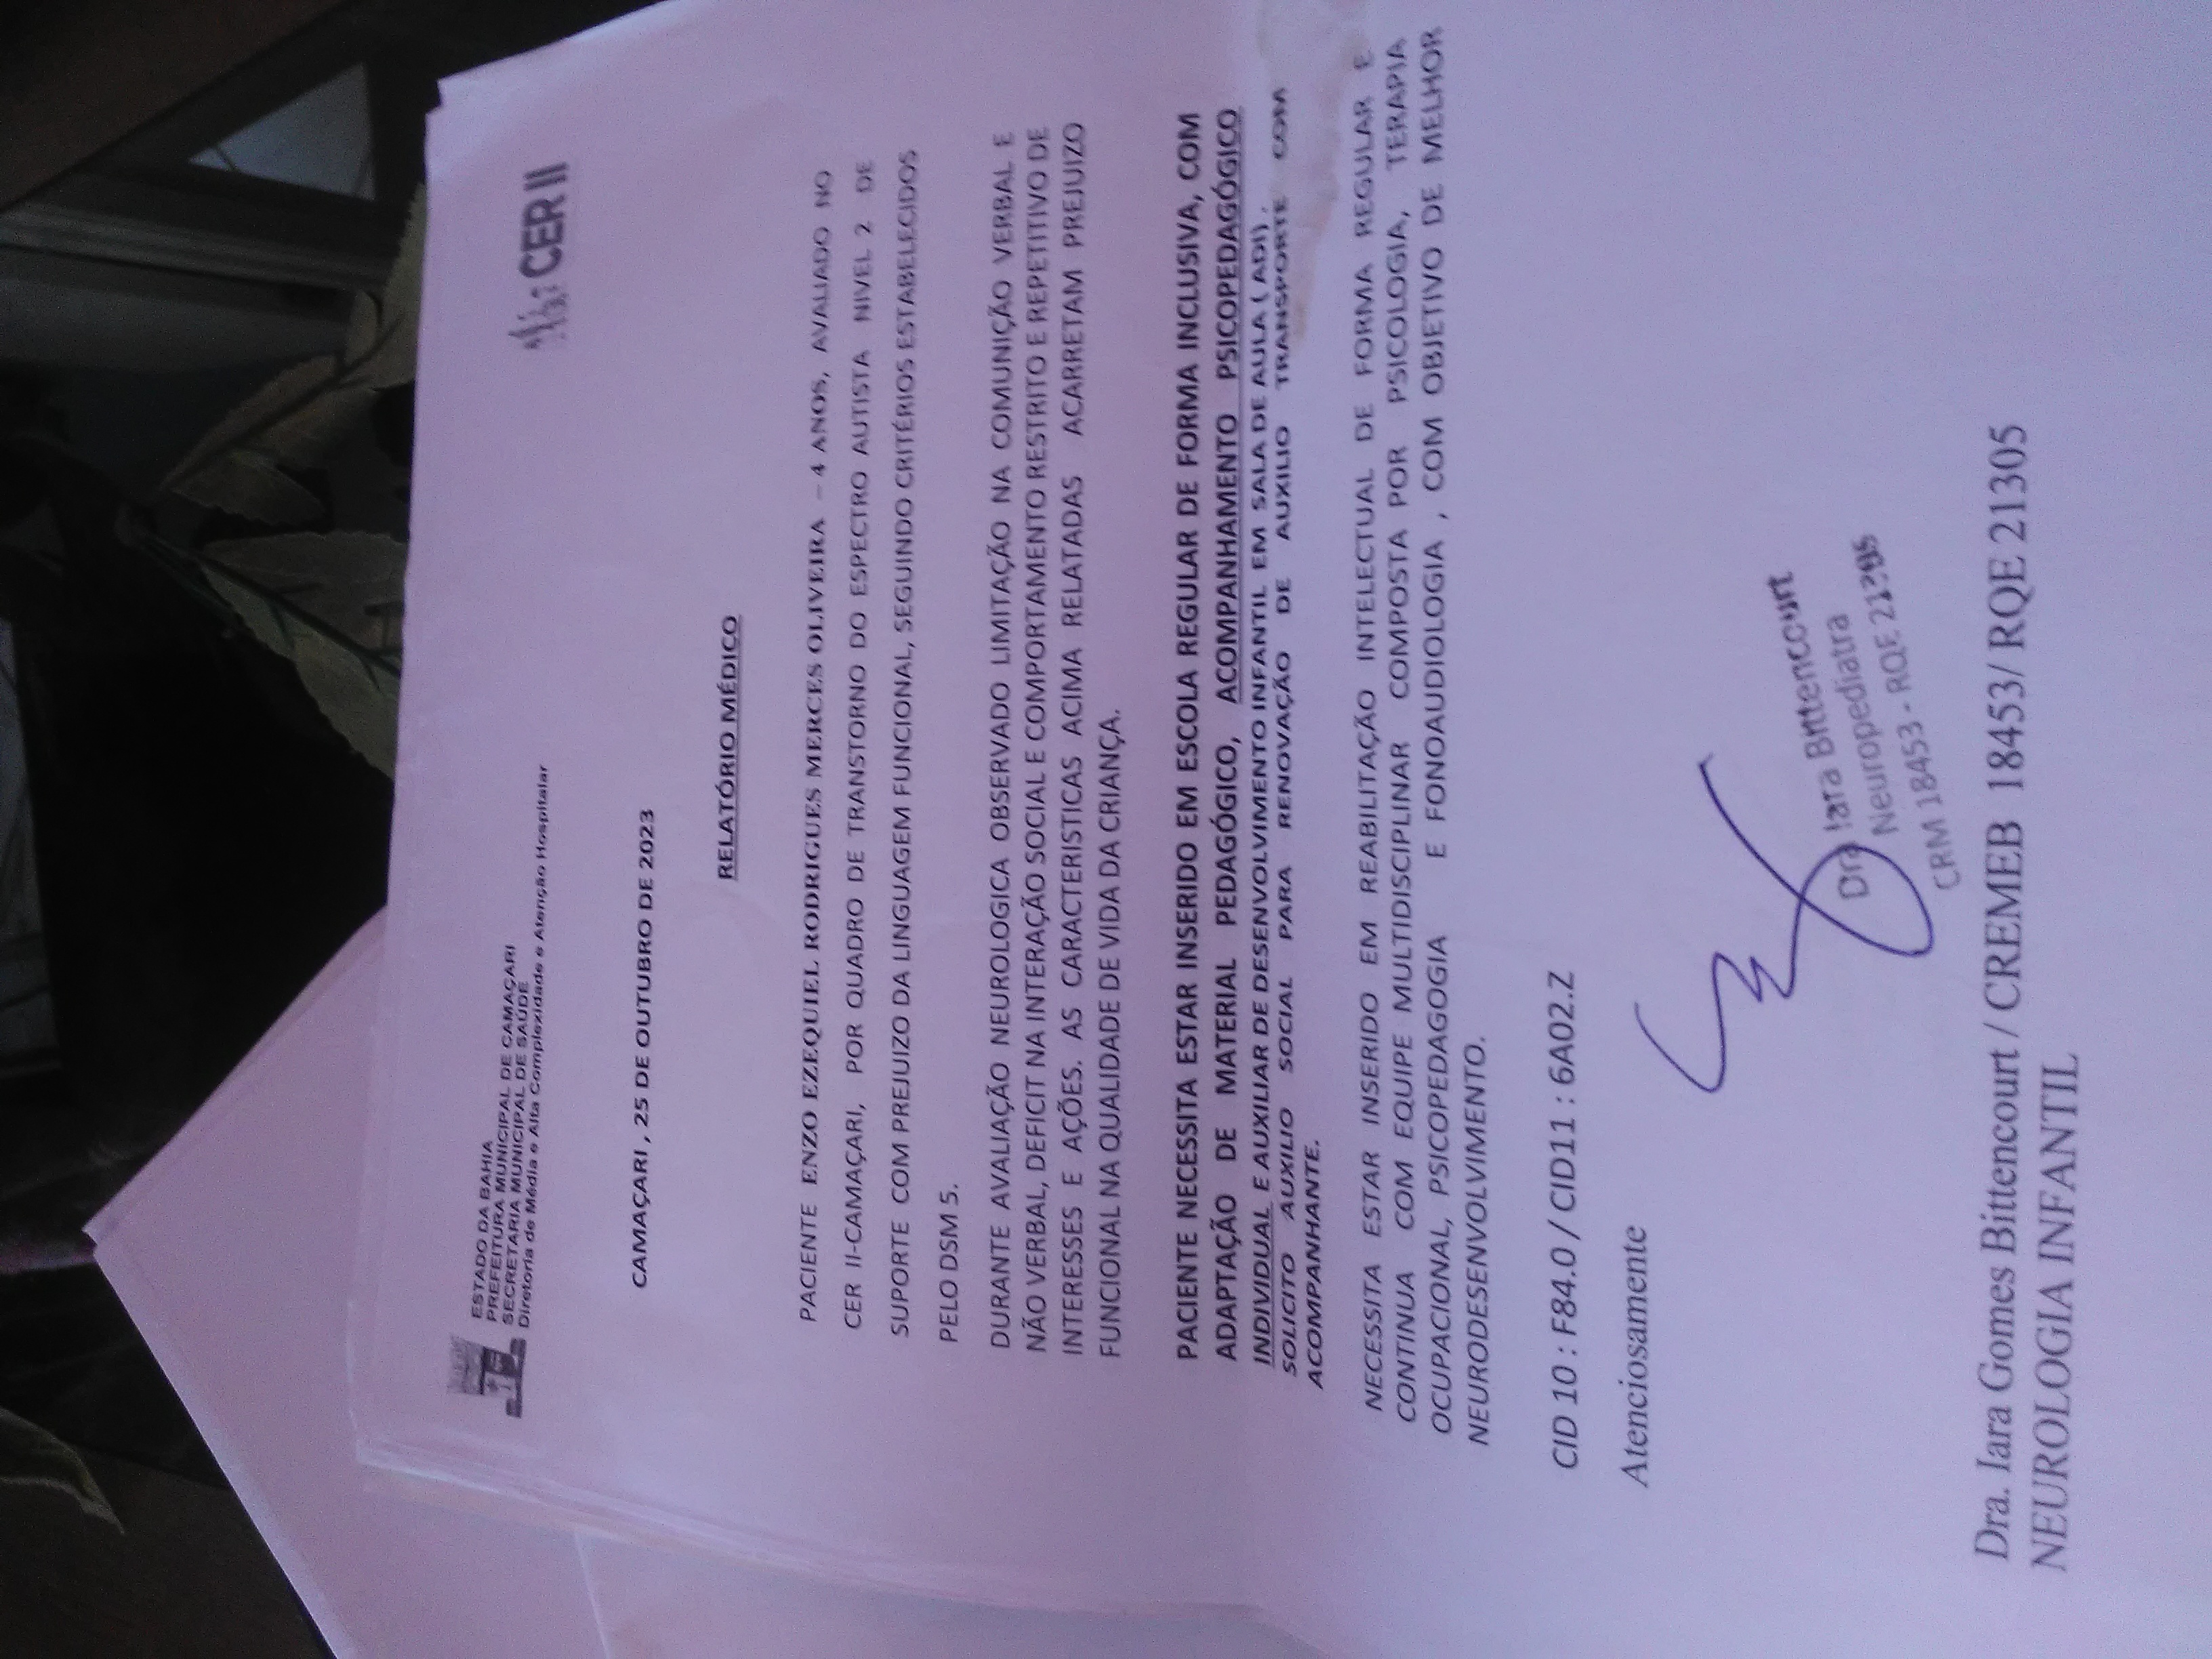 ESTADO DA BAHIA
PREFEITURA MUNICIPAL DE CAMAÇARI
SECRETARIA MUNICIPAL DE SAÚDE
Diretoria de Média e Alta Complexidade e Atenção Hospitalar
CER II
CAMAÇARI , 25 DE OUTUBRO DE 2023
RELATÓRIO MÉDICO
PACIENTE ENZO EZEQUIEL RODRIGUES MERCES OLIVEIRA – 4 ANOS, AVALIADO NO
CER II-CAMAÇARI, POR QUADRO DE TRANSTORNO DO ESPECTRO AUTISTA NIVEL 2 DE
SUPORTE COM PREJUIZO DA LINGUAGEM FUNCIONAL, SEGUINDO CRITÉRIOS ESTABELECIDOS
PELO DSM 5.
DURANTE AVALIAÇÃO NEUROLOGICA OBSERVADO LIMITAÇÃO NA COMUNIÇÃO VERBAL E
NÃO VERBAL, DEFICIT NA INTERAÇÃO SOCIAL E COMPORTAMENTO RESTRITO E REPETITIVO DE
INTERESSES E AÇÕES. AS CARACTERISTICAS ACIMA RELATADAS ACARRETAM PREJUIZO
FUNCIONAL NA QUALIDADE DE VIDA DA CRIANÇA.
PACIENTE NECESSITA ESTAR INSERIDO EM ESCOLA REGULAR DE FORMA INCLUSIVA, COM
ADAPTAÇÃO DE MATERIAL PEDAGÓGICO, ACOMPANHAMENTO PSICOPEDAGÓGICO
INDIVIDUAL E AUXILIAR DE DESENVOLVIMENTO INFANTIL EM SALA DE AULA ( ADI) .
SOLICITO AUXILIO SOCIAL PARA RENOVAÇÃO DE AUXILIO TRANSPORTE COM
ACOMPANHANTE.
NECESSITA ESTAR INSERIDO EM REABILITAÇÃO INTELECTUAL DE FORMA REGULAR E
CONTINUA COM EQUIPE MULTIDISCIPLINAR COMPOSTA POR PSICOLOGIA, TERAPIA
OCUPACIONAL, PSICOPEDAGOGIA E FONOAUDIOLOGIA , COM OBJETIVO DE MELHOR
NEURODESENVOLVIMENTO.
CID 10 : F84.0 / CID11 : 6A02.Z
Atenciosamente
Dra Iara Bittencourt
Neuropediatra
CRM 18453 - RQE 21305
Dra. Iara Gomes Bittencourt / CREMEB 18453/ RQE 21305
NEUROLOGIA INFANTIL